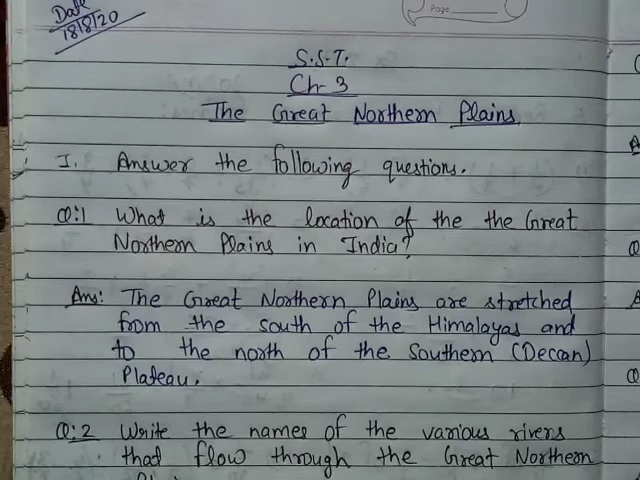 Date
18/8/20
Page
S.S.T.
Ch-3
The Great Northern Plains
I. Answer the following questions.
Q:1 What is the location of the the Great
Northern Plains in India?
Ans: The Great Northern Plains are stretched
from the south of the Himalayas and
to the north of the Southern (Deccan)
Plateau.
Q:2 Write the names of the various rivers
that flow through the Great Northern